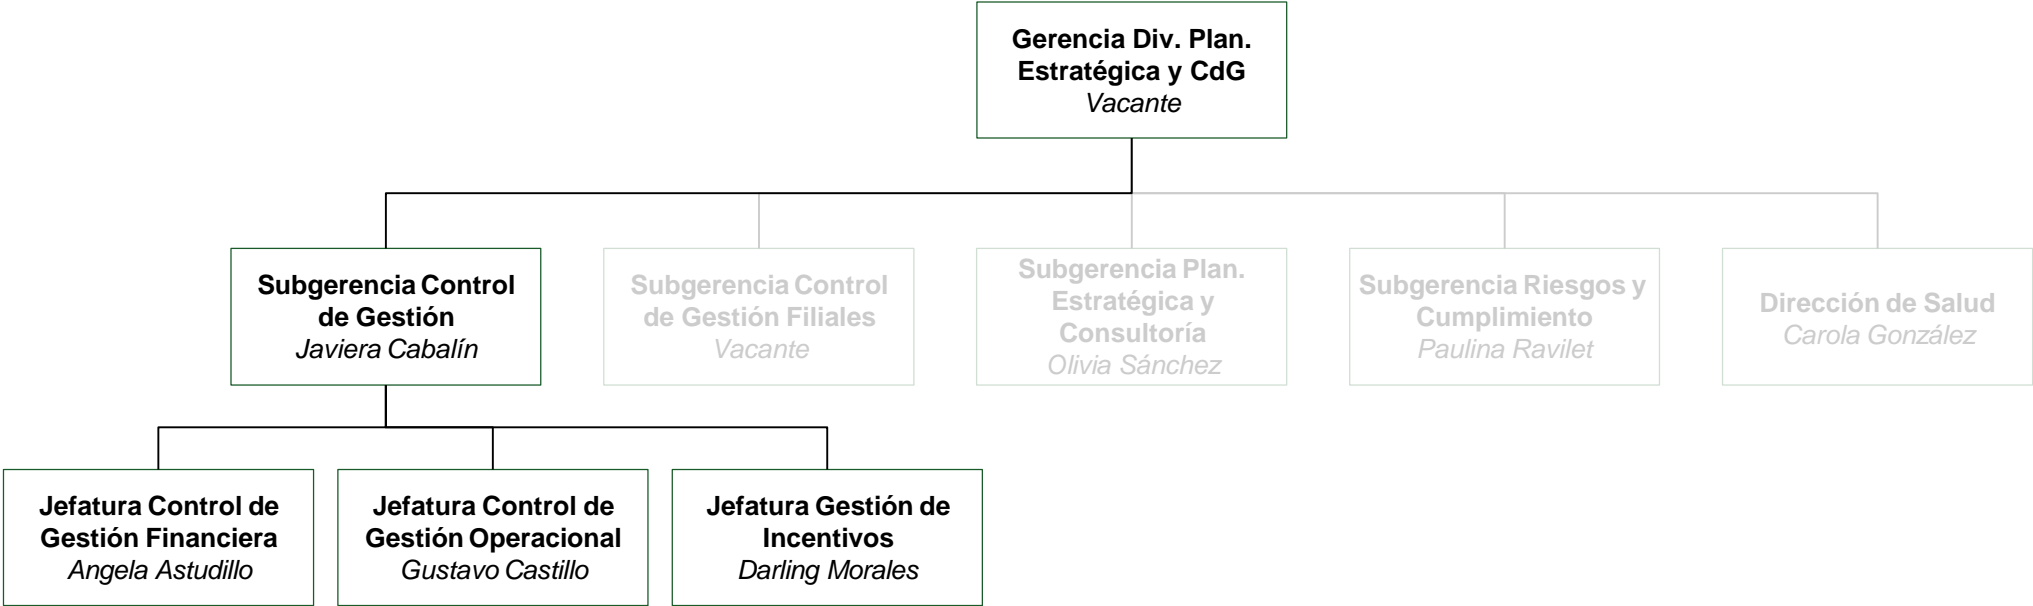 Gerencia Div. Plan.
Estratégica y CdG
Vacante
Subgerencia Control
de Gestión
Javiera Cabalín
Subgerencia Control
de Gestión Filiales
Vacante
Subgerencia Plan.
Estratégica y
Consultoría
Olivia Sánchez
Subgerencia Riesgos y
Cumplimiento
Paulina Ravilet
Dirección de Salud
Carola González
Jefatura Control de
Gestión Financiera
Angela Astudillo
Jefatura Control de
Gestión Operacional
Gustavo Castillo
Jefatura Gestión de
Incentivos
Darling Morales